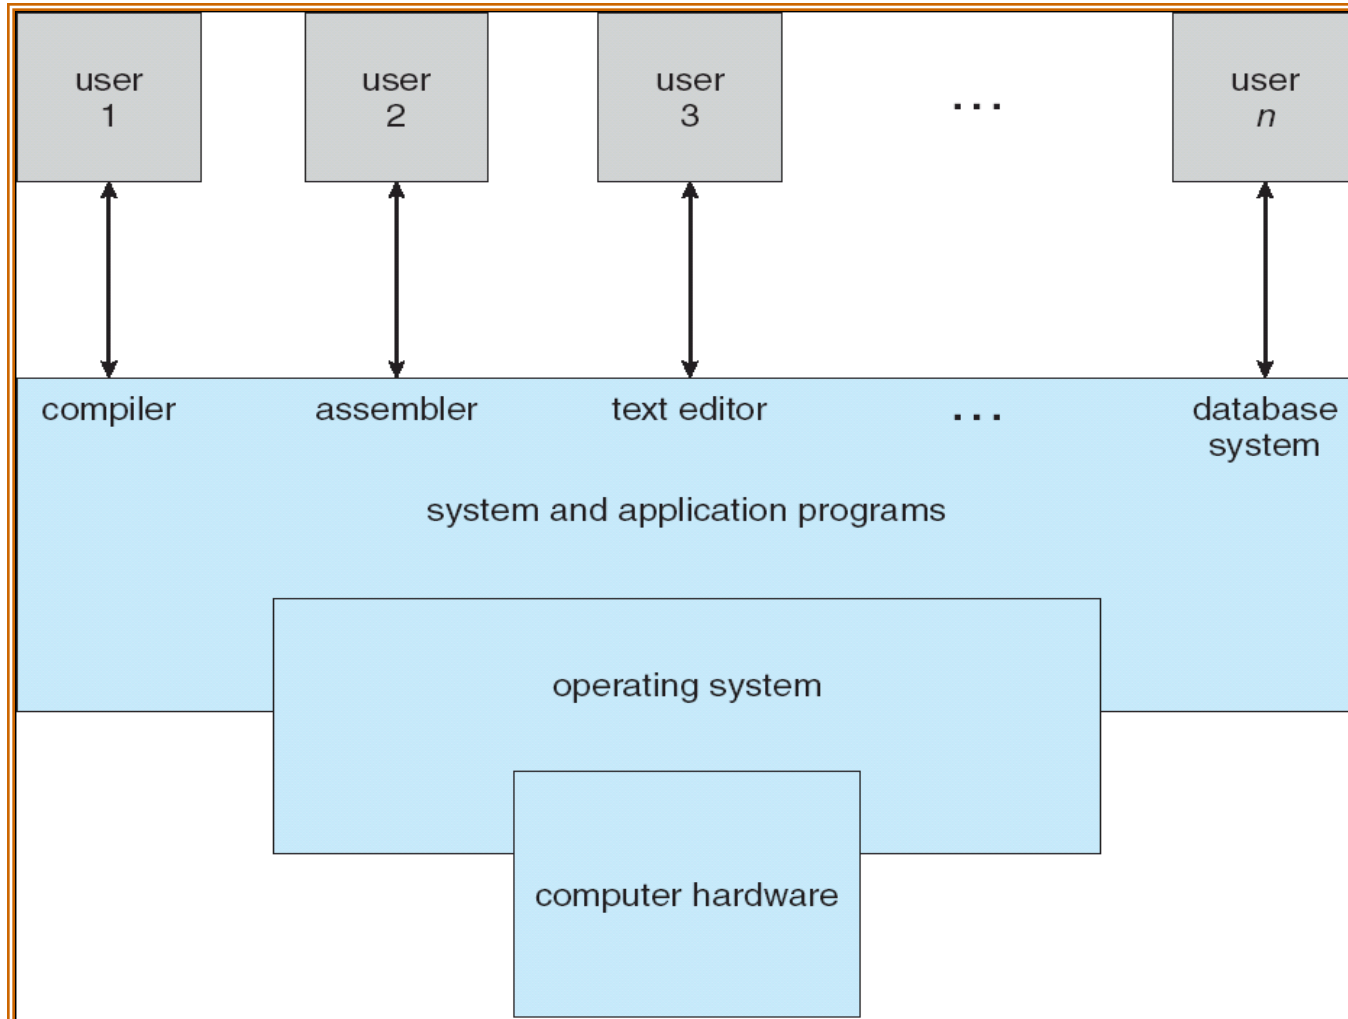 user
1
user
2
user
3
...
user
n
compiler
assembler
text editor
...
database
system
system and application programs
operating system
computer hardware